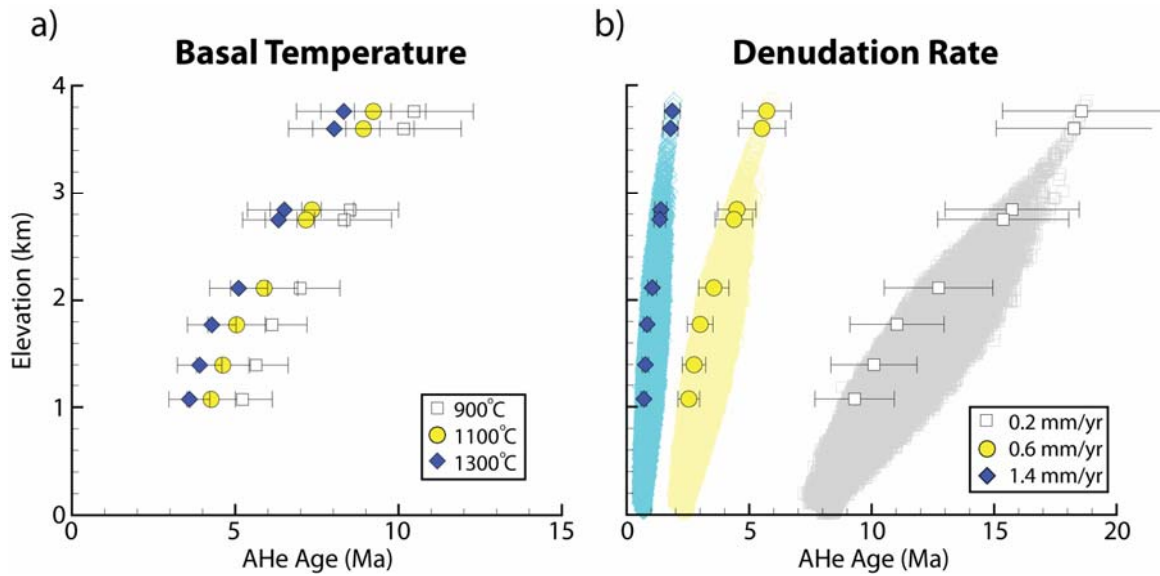 a)
Basal Temperature
4
3
2
1
0
Elevation (km)
0
5
10
15
AHe Age (Ma)
900°C
1100°C
1300°C
b)
Denudation Rate
0
5
10
15
20
AHe Age (Ma)
0.2 mm/yr
0.6 mm/yr
1.4 mm/yr